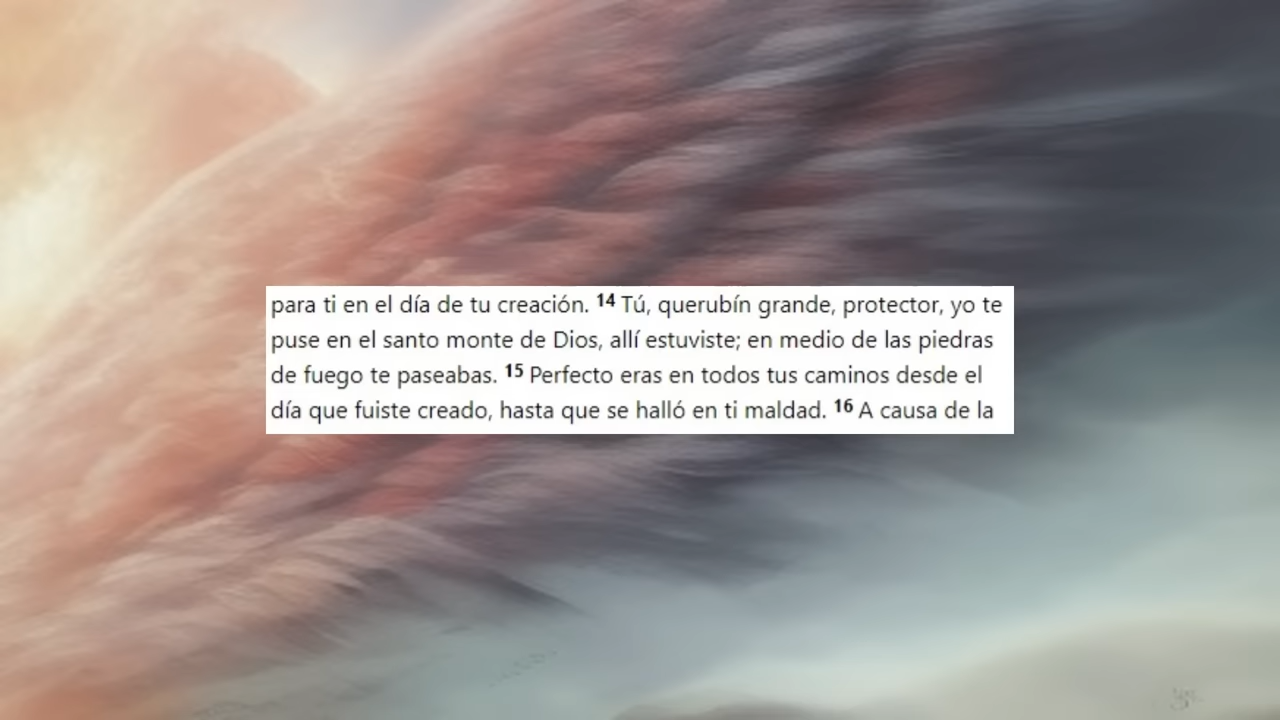 para ti en el día de tu creación. 14 Tú, querubín grande, protector, yo te
puse en el santo monte de Dios, allí estuviste; en medio de las piedras
de fuego te paseabas. 15 Perfecto eras en todos tus caminos desde el
día que fuiste creado, hasta que se halló en ti maldad. 16 A causa de la